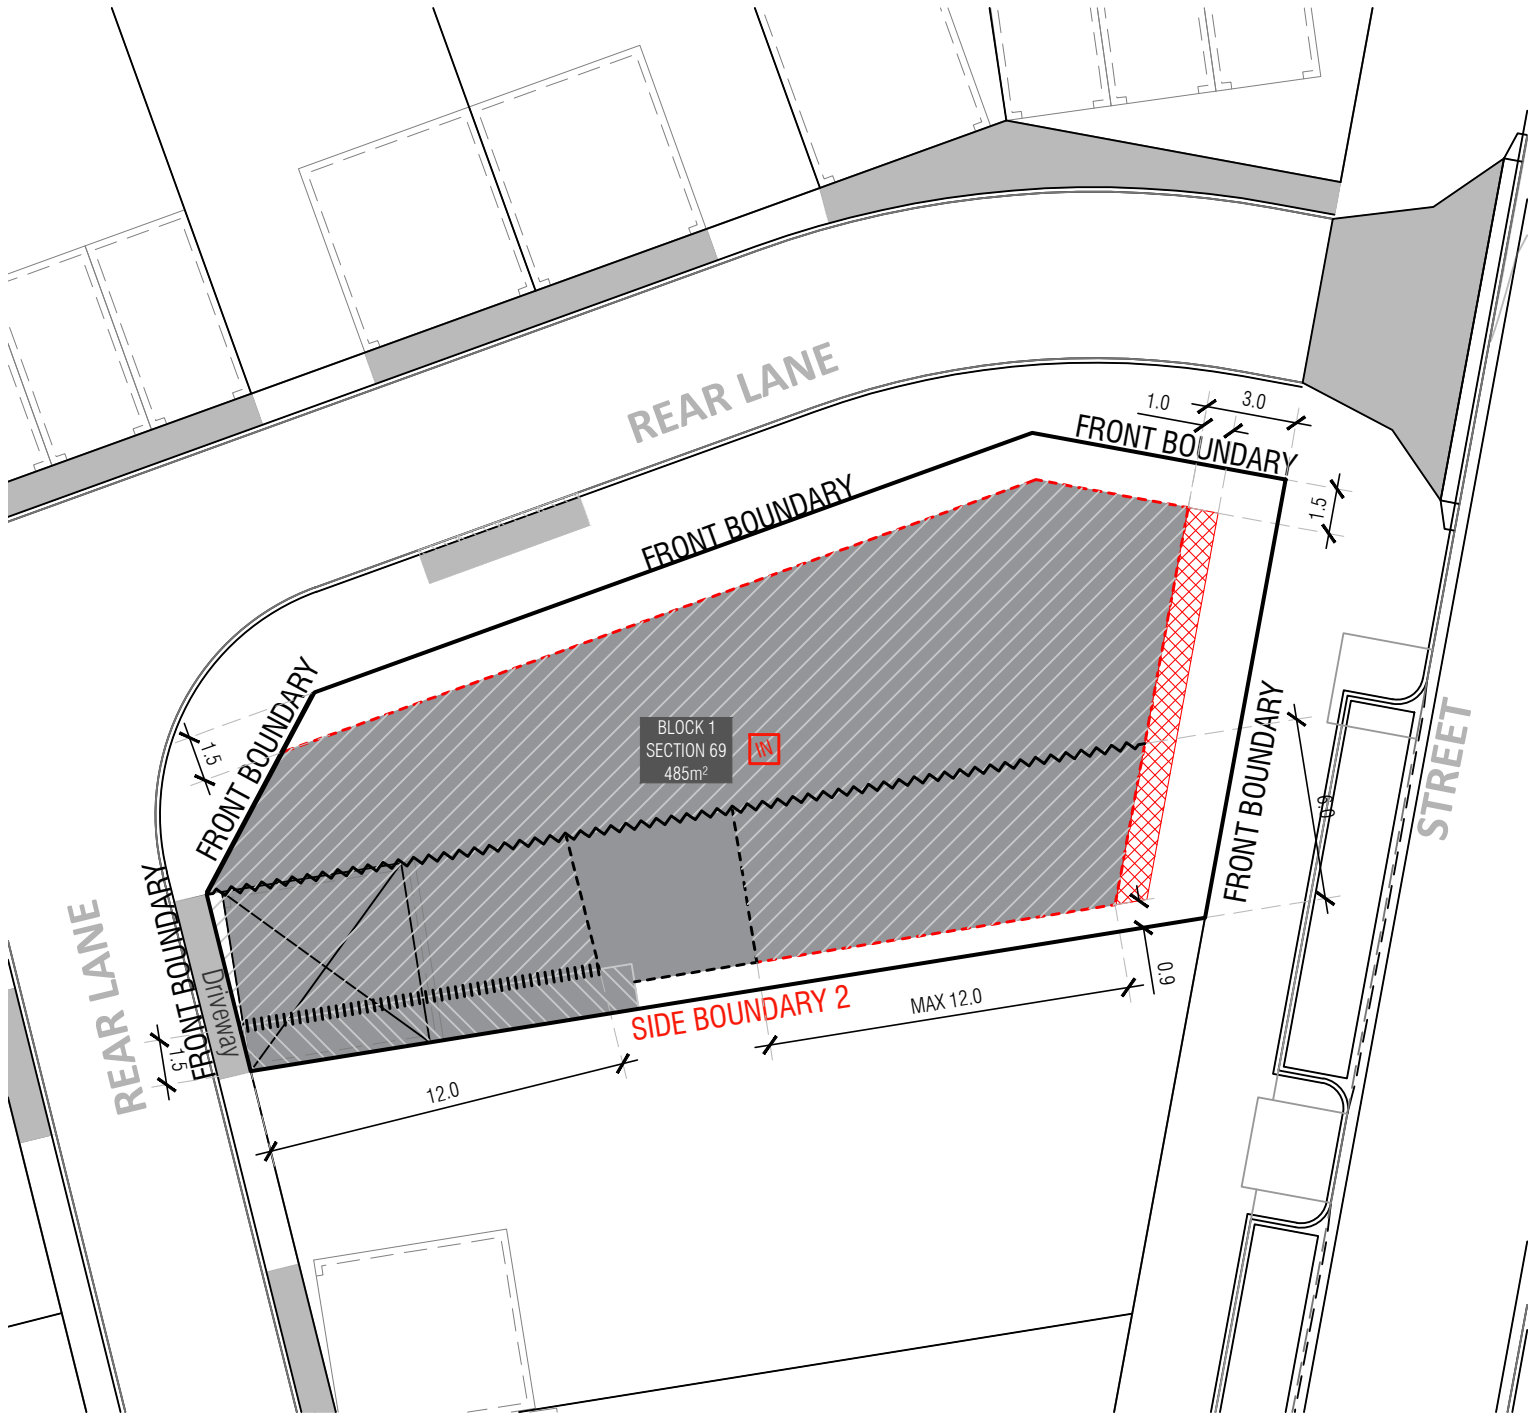 REAR LANE
1.0
3.0
FRONT BOUNDARY
1.5
FRONT BOUNDARY
FRONT BOUNDARY
1.5
BLOCK 1
SECTION 69
485m²
IN
FRONT BOUNDARY
6.0
STREET
FRONT BOUNDARY
REAR LANE
Driveway
1.5
SIDE BOUNDARY 2
MAX 12.0
0.9
12.0